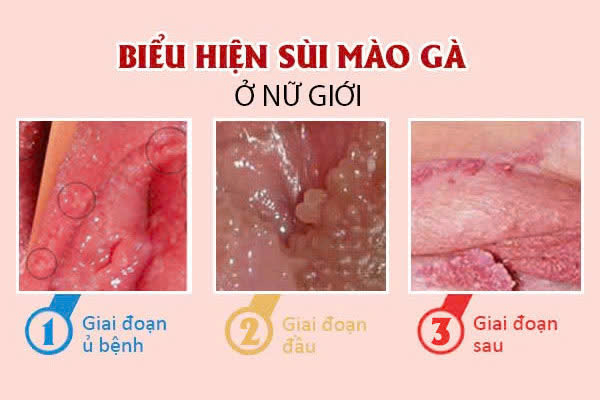 BIỂU HIỆN SÙI MÀO GÀ
Ở NỮ GIỚI
1
Giai đoạn
ủ bệnh
2
Giai đoạn
đầu
3
Giai đoạn
sau